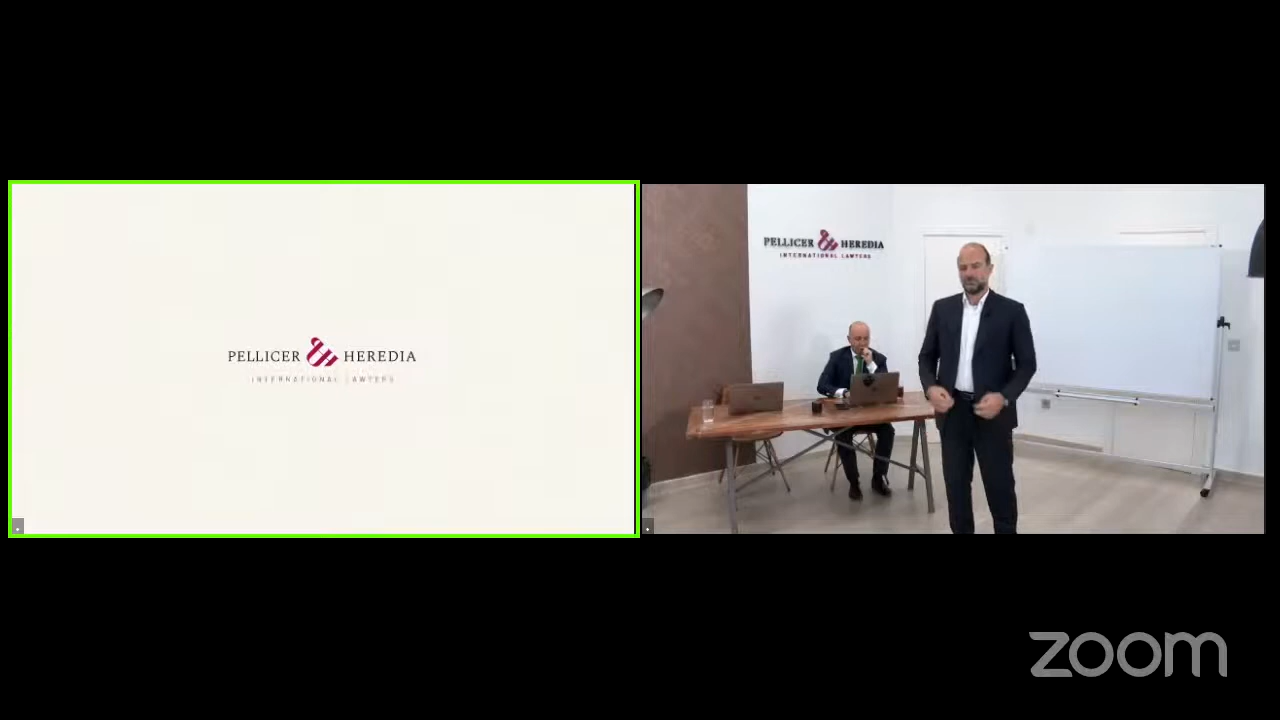 PELLICER & HEREDIA
INTERNATIONAL LAWYERS
PELLICER & HEREDIA
INTERNATIONAL LAWYERS
zoom